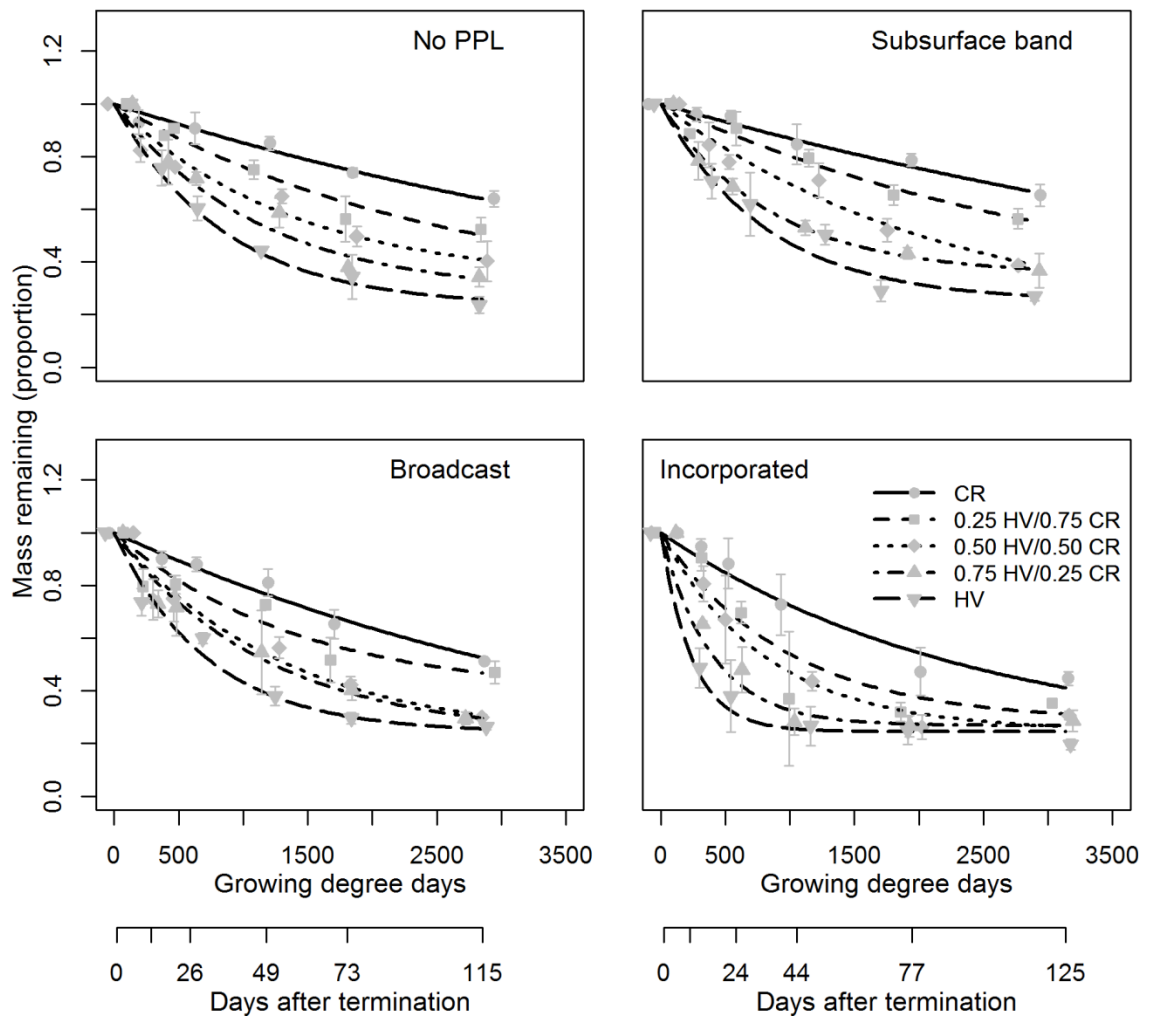 No PPL
Subsurface band
Mass remaining (proportion)
1.2
0.8
0.4
0.0
Broadcast
Incorporated
1.2
0.8
0.4
0.0
CR
0.25 HV/0.75 CR
0.50 HV/0.50 CR
0.75 HV/0.25 CR
HV
0 500 1500 2500 3500
0 500 1500 2500 3500
Growing degree days
Growing degree days
0 26 49 73 115
0 24 44 77 125
Days after termination
Days after termination